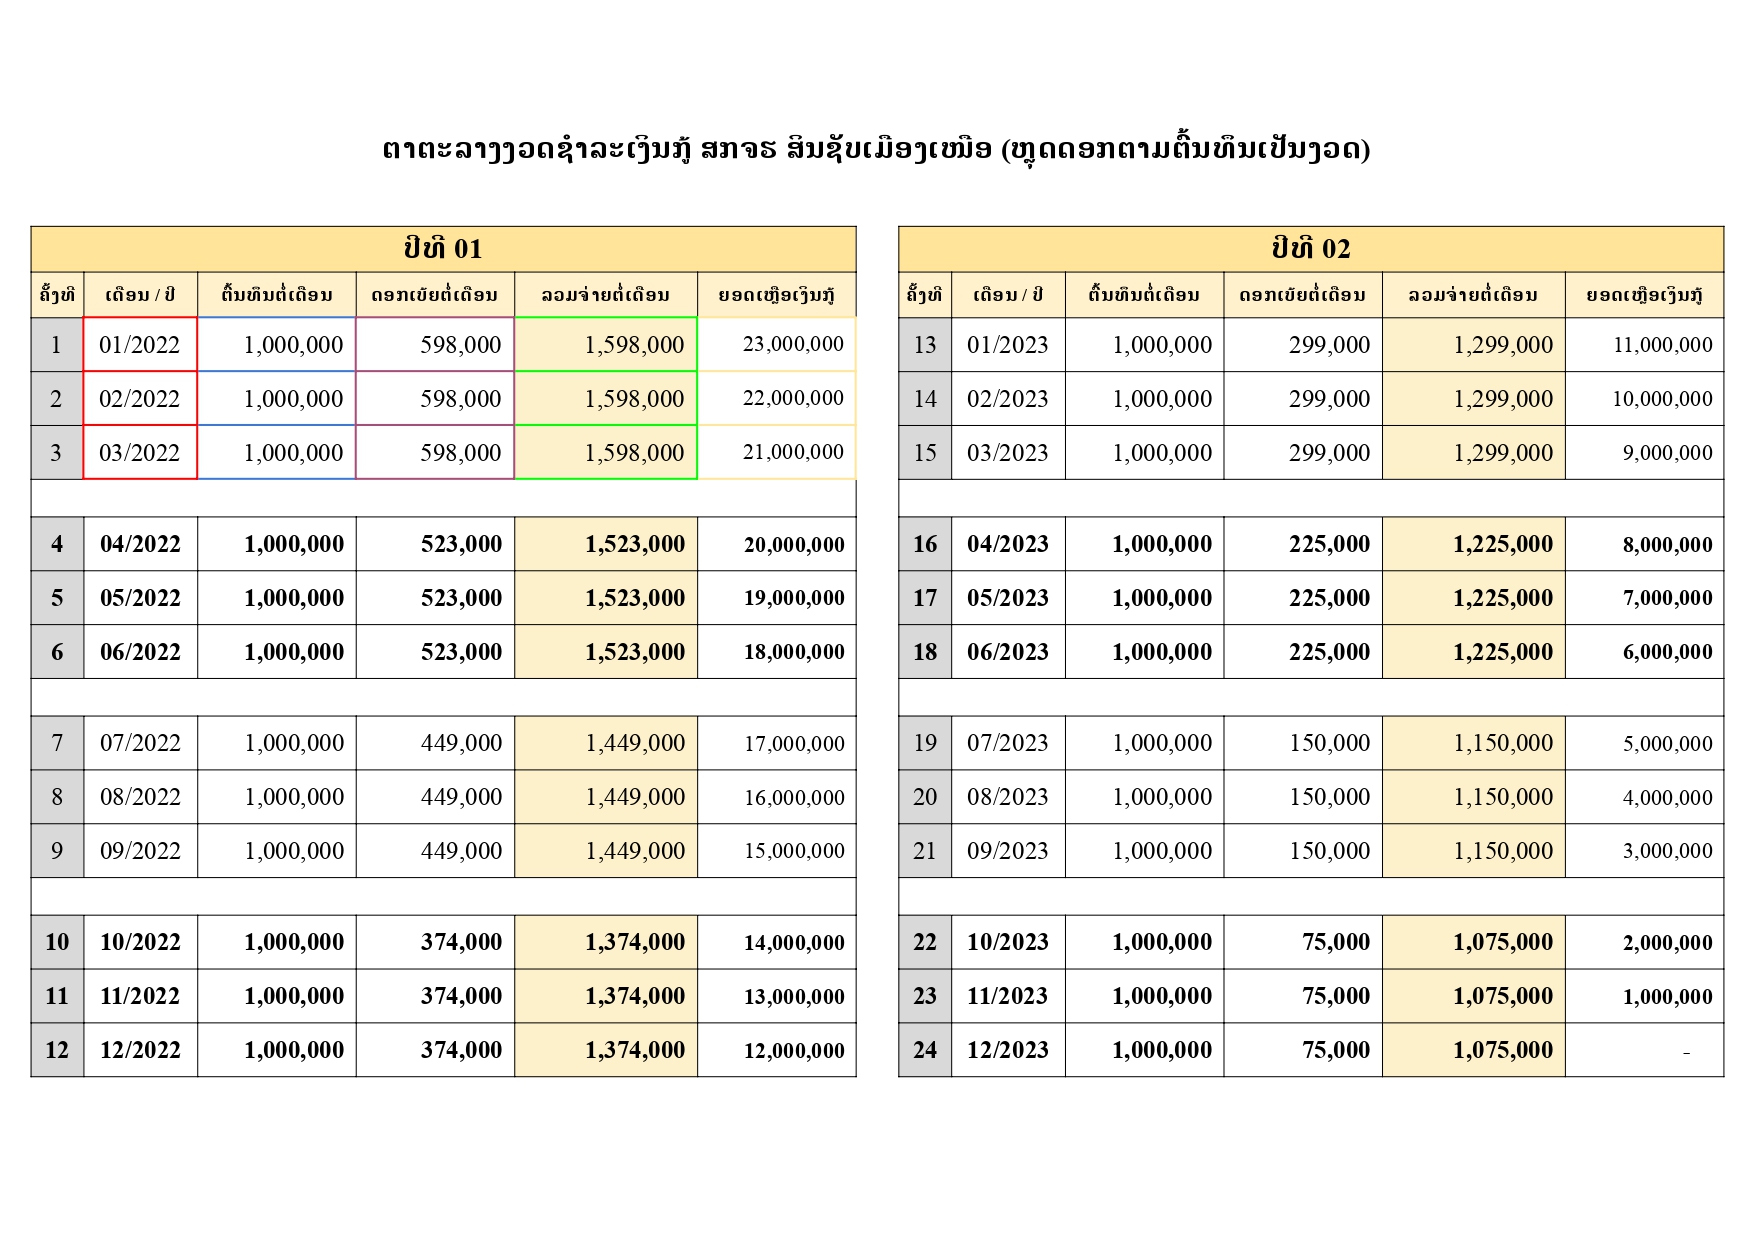 ຕາຕະລາງງວດຊຳລະເງິນກູ້ ສກຈຮ ສິນຊັບເມືອງເໜືອ (ຫຼຸດດອກຕາມຕົ້ນທຶນເປັນງວດ)
ປີທີ 01
ຄັ້ງທີ ເດືອນ / ປີ ຕົ້ນທຶນຕໍ່ເດືອນ ດອກເບ້ຍຕໍ່ເດືອນ ລວມຈ່າຍຕໍ່ເດືອນ ຍອດເຫຼືອເງິນກູ້
1 01/2022 1,000,000 598,000 1,598,000 23,000,000
2 02/2022 1,000,000 598,000 1,598,000 22,000,000
3 03/2022 1,000,000 598,000 1,598,000 21,000,000
4 04/2022 1,000,000 523,000 1,523,000 20,000,000
5 05/2022 1,000,000 523,000 1,523,000 19,000,000
6 06/2022 1,000,000 523,000 1,523,000 18,000,000
7 07/2022 1,000,000 449,000 1,449,000 17,000,000
8 08/2022 1,000,000 449,000 1,449,000 16,000,000
9 09/2022 1,000,000 449,000 1,449,000 15,000,000
10 10/2022 1,000,000 374,000 1,374,000 14,000,000
11 11/2022 1,000,000 374,000 1,374,000 13,000,000
12 12/2022 1,000,000 374,000 1,374,000 12,000,000
ປີທີ 02
ຄັ້ງທີ ເດືອນ / ປີ ຕົ້ນທຶນຕໍ່ເດືອນ ດອກເບ້ຍຕໍ່ເດືອນ ລວມຈ່າຍຕໍ່ເດືອນ ຍອດເຫຼືອເງິນກູ້
13 01/2023 1,000,000 299,000 1,299,000 11,000,000
14 02/2023 1,000,000 299,000 1,299,000 10,000,000
15 03/2023 1,000,000 299,000 1,299,000 9,000,000
16 04/2023 1,000,000 225,000 1,225,000 8,000,000
17 05/2023 1,000,000 225,000 1,225,000 7,000,000
18 06/2023 1,000,000 225,000 1,225,000 6,000,000
19 07/2023 1,000,000 150,000 1,150,000 5,000,000
20 08/2023 1,000,000 150,000 1,150,000 4,000,000
21 09/2023 1,000,000 150,000 1,150,000 3,000,000
22 10/2023 1,000,000 75,000 1,075,000 2,000,000
23 11/2023 1,000,000 75,000 1,075,000 1,000,000
24 12/2023 1,000,000 75,000 1,075,000 -